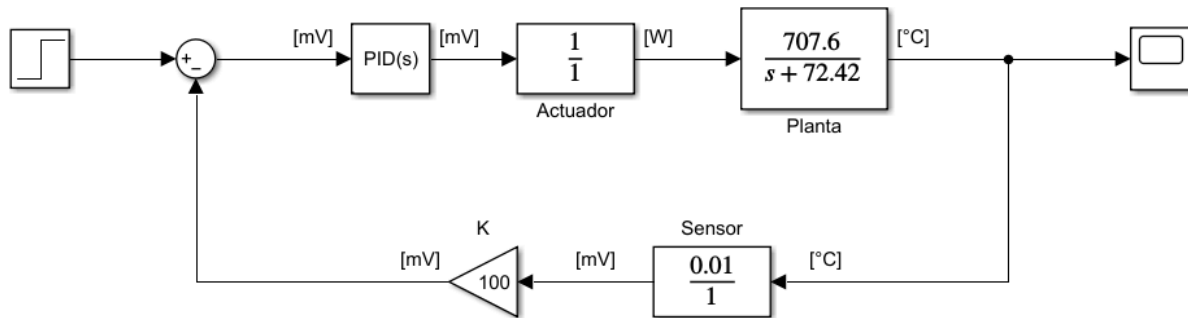 [mV]
[mV]
[W]
[°C]
+
−
PID(s)
1
1
707.6
s + 72.42
Actuador
Planta
K
Sensor
[mV]
[mV]
[°C]
100
0.01
1